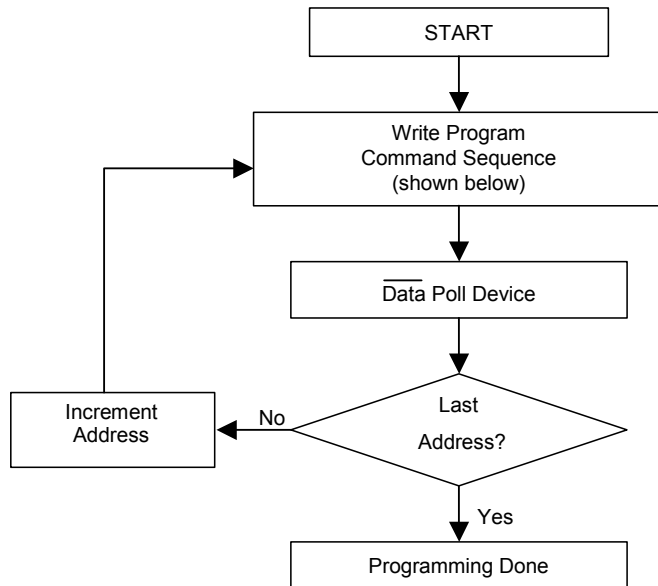 START
Write Program
Command Sequence
(shown below)
Data Poll Device
Last
Address?
No
Increment
Address
Yes
Programming Done